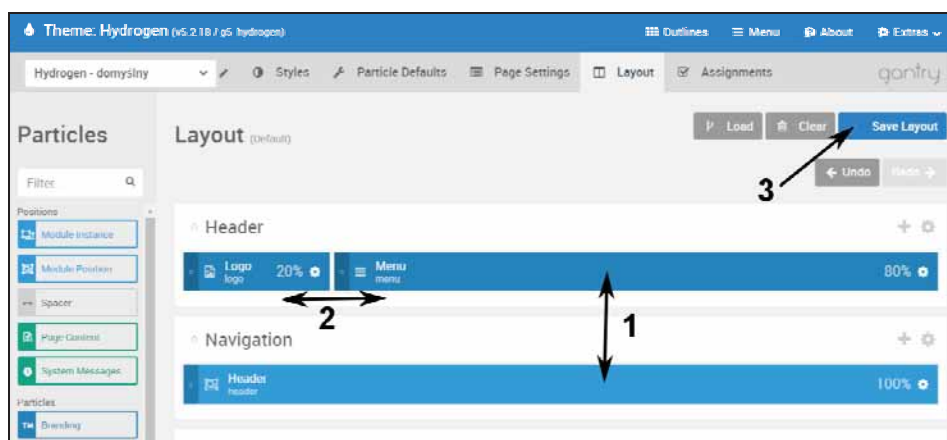 Theme: Hydrogen (v5.2.18 / g5_hydrogen)
Outlines Menu About Extras
Hydrogen - domyślny Styles Particle Defaults Page Settings Layout Assignments gantry
Particles
Layout (Default)
Load Clear Save Layout
Filter
Undo Redo
3
Positions
Module Instance
Module Position
Spacer
Page Content
System Messages
Particles
TM Branding
Header
Logo
logo
20%
Menu
menu
80%
2
1
Navigation
Header
header
100%